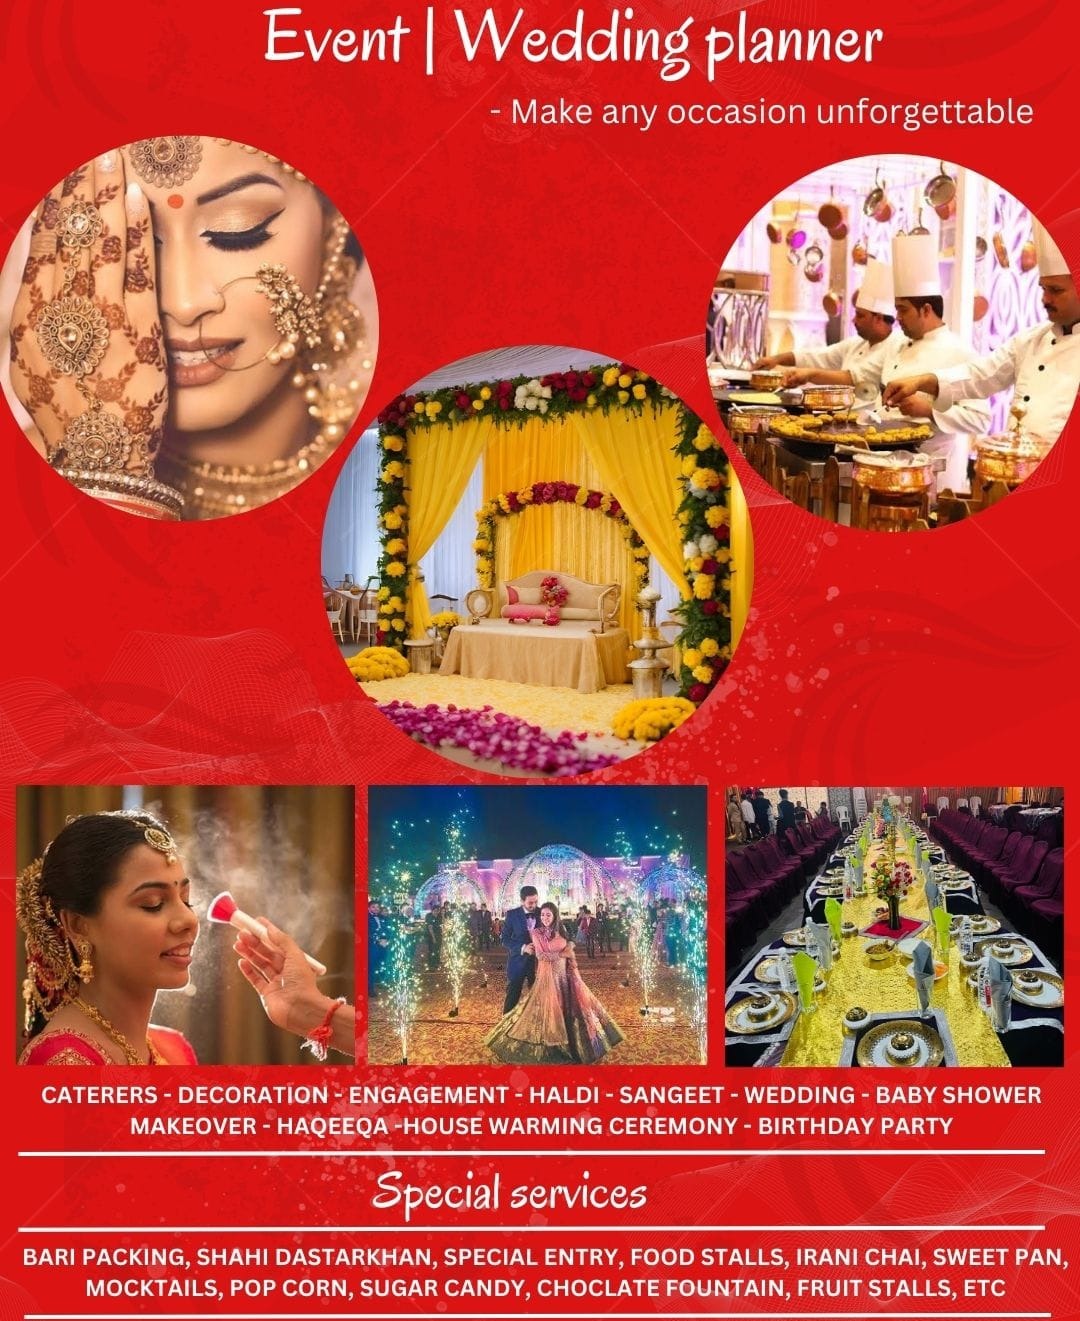 Event | Wedding planner
- Make any occasion unforgettable
CATERERS - DECORATION - ENGAGEMENT - HALDI - SANGEET - WEDDING - BABY SHOWER
MAKEOVER - HAQEEQA -HOUSE WARMING CEREMONY - BIRTHDAY PARTY
Special services
BARI PACKING, SHAHI DASTARKHAN, SPECIAL ENTRY, FOOD STALLS, IRANI CHAI, SWEET PAN,
MOCKTAILS, POP CORN, SUGAR CANDY, CHOCLATE FOUNTAIN, FRUIT STALLS, ETC